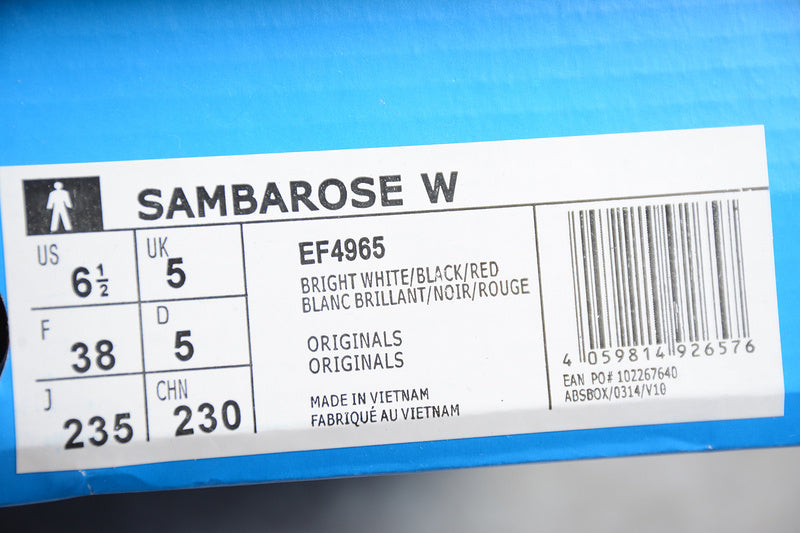 SAMBAROSE W
US 6½ UK 5
F 38 D 5
J 235 CHN 230
EF4965
BRIGHT WHITE/BLACK/RED
BLANC BRILLANT/NOIR/ROUGE
ORIGINALS
ORIGINALS
MADE IN VIETNAM
FABRIQUÉ AU VIETNAM
4 059814 926576
EAN PO# 102267640
ABSBOX/0314/V10